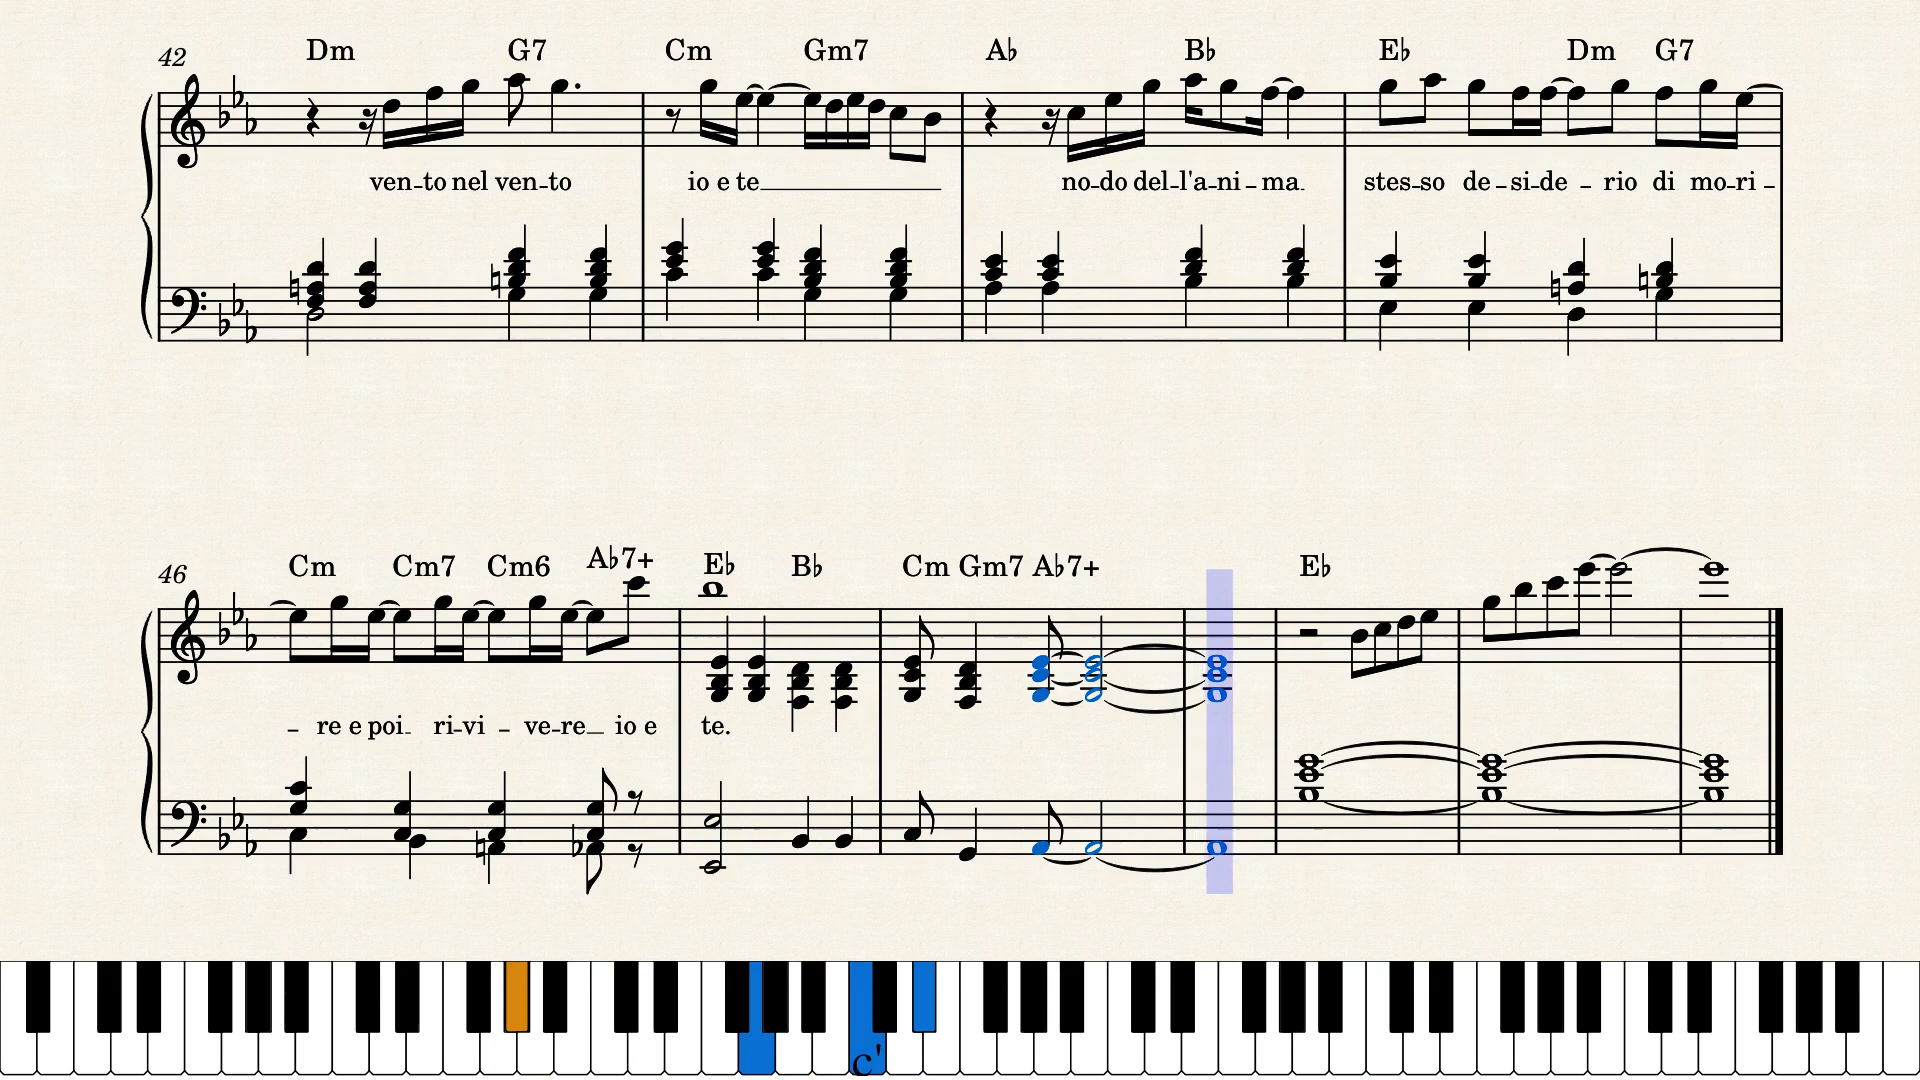 42 Dm G7 Cm Gm7 A♭ B♭ E♭ Dm G7
ven-to nel ven-to io e te no-do del-l'a-ni-ma. stes-so de-si-de-rio di mo-ri-
46 Cm Cm7 Cm6 A♭7+ E♭ B♭ Cm Gm7 A♭7+ E♭
- re e poi ri-vi - ve-re io e te.
c'